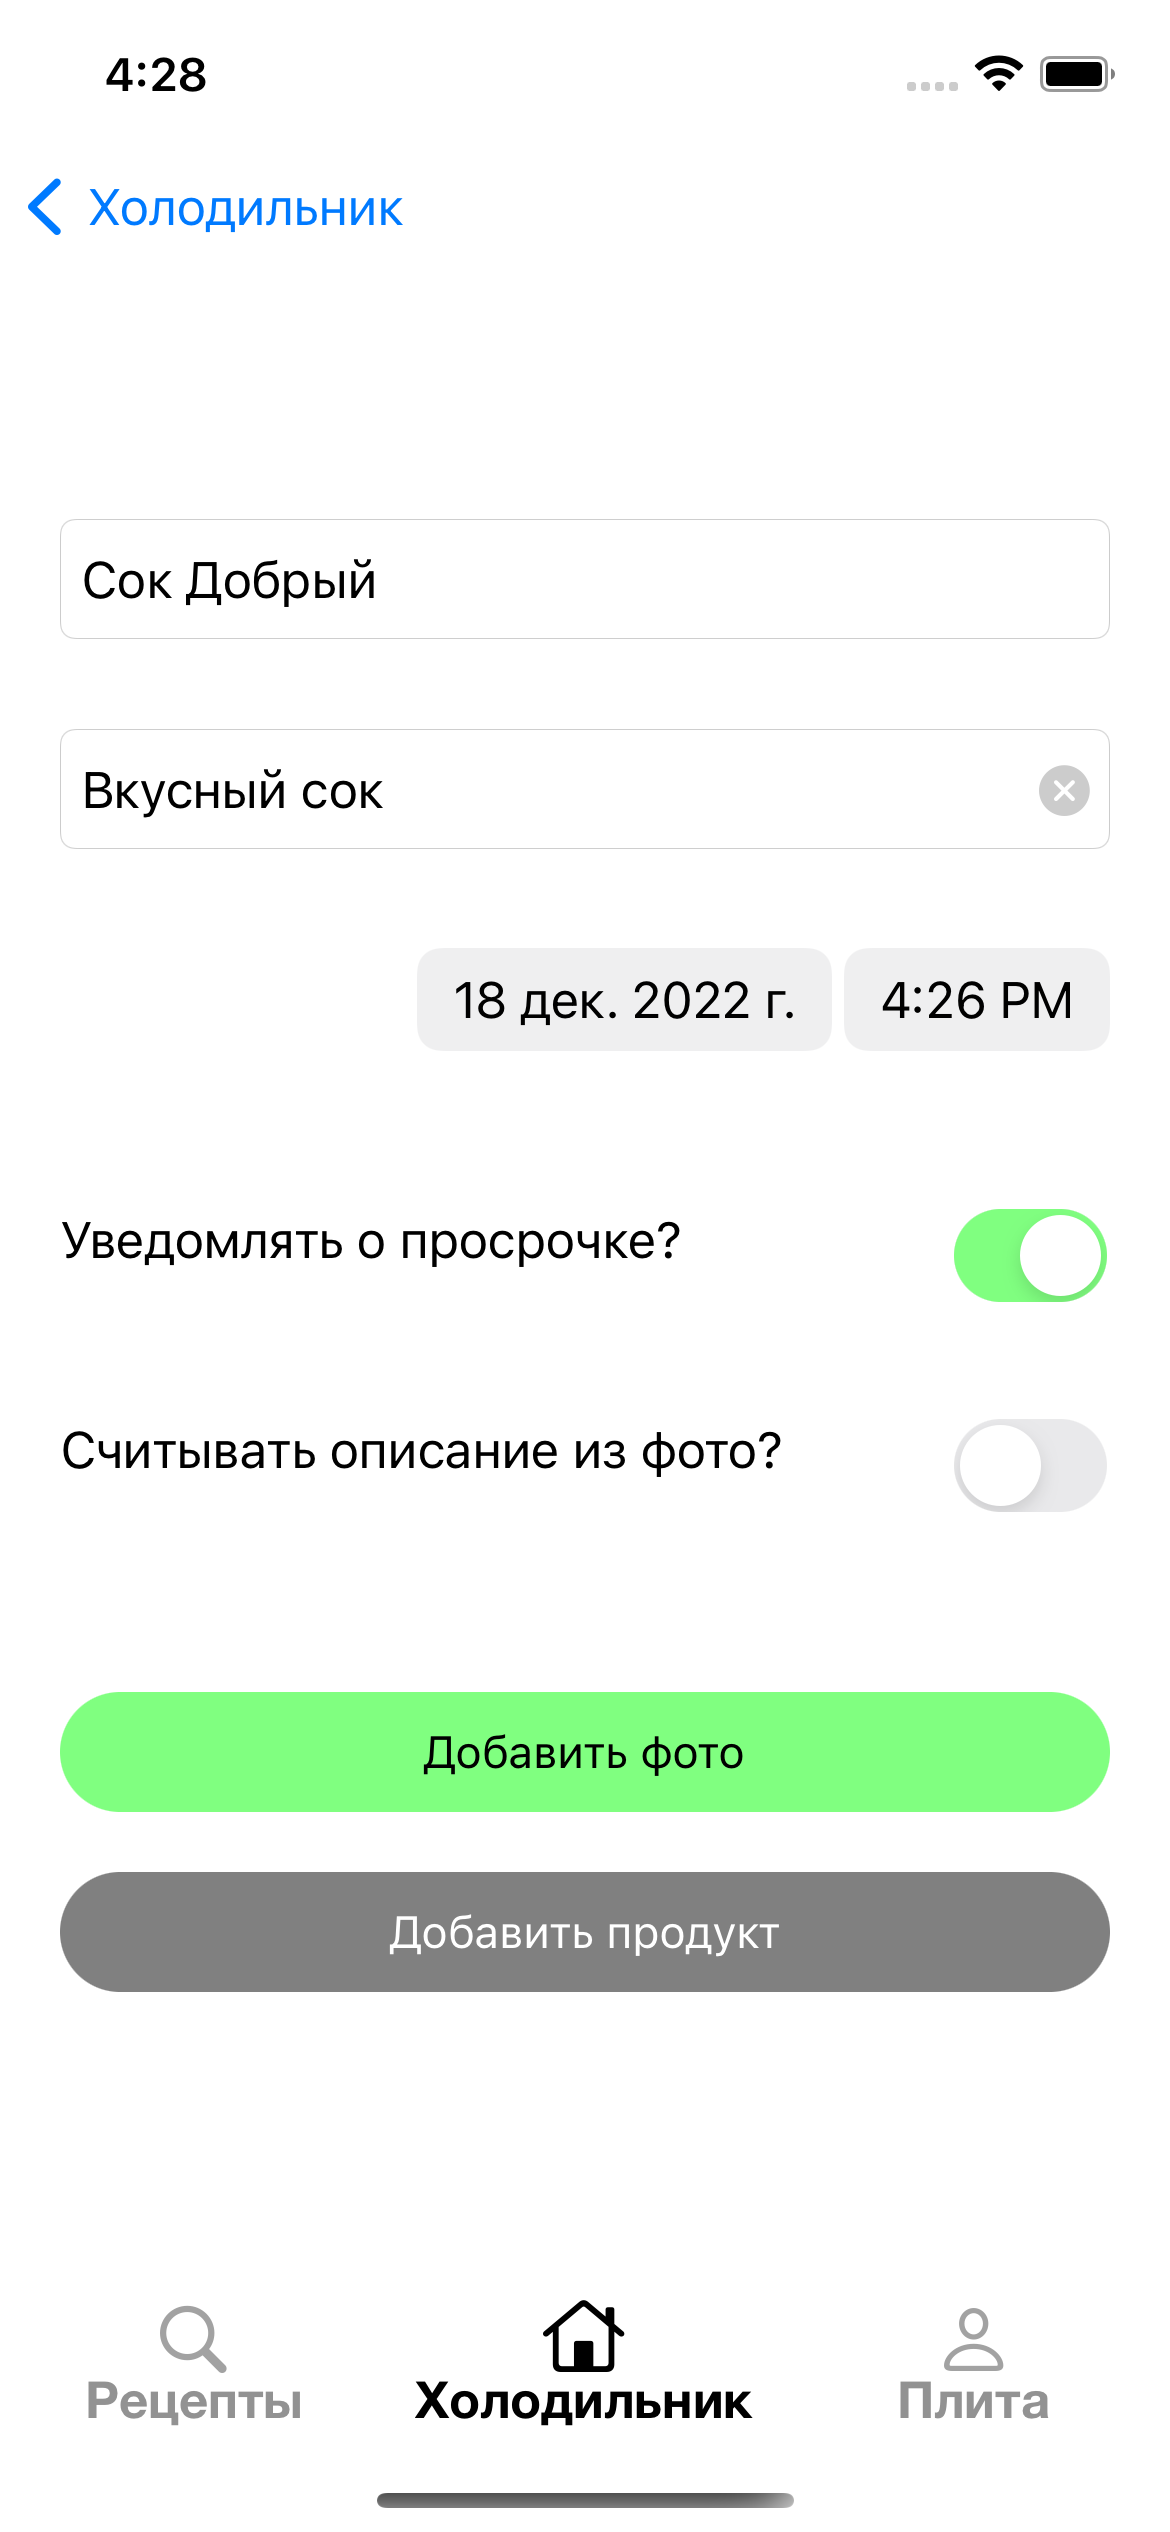 4:28
Холодильник
Сок Добрый
Вкусный сок
18 дек. 2022 г. 4:26 PM
Уведомлять о просрочке?
Считывать описание из фото?
Добавить фото
Добавить продукт
Рецепты Холодильник Плита